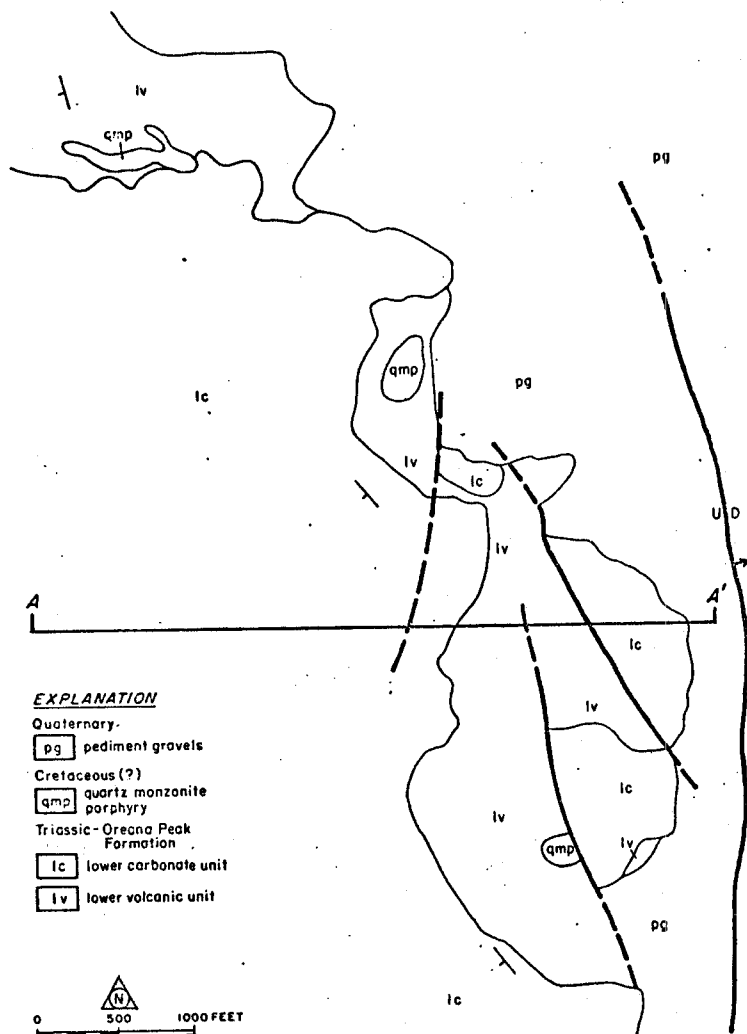 lv
qmp
pg
lc
qmp
pg
lv
lc
lv
U D
A
A'
lc
lv
EXPLANATION
Quaternary
pg pediment gravels
Cretaceous (?)
qmp quartz monzonite
porphyry
Triassic-Oreana Peak
Formation
lc lower carbonate unit
lv lower volcanic unit
lc
lv
qmp
lv
pg
N
0 500 1000 FEET
lc